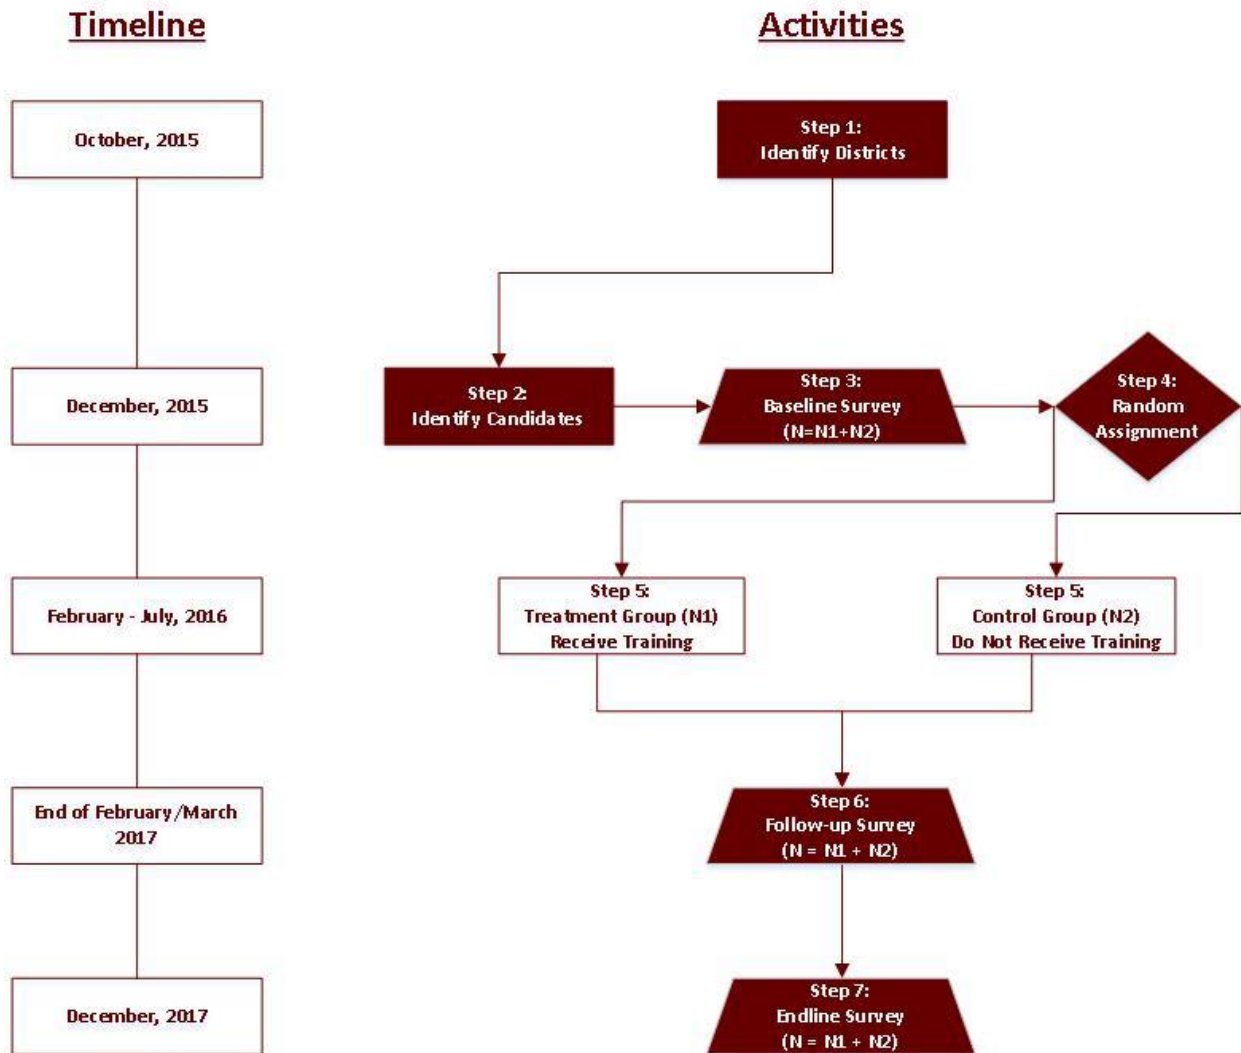 Timeline
Activities
October, 2015
Step 1:
Identify Districts
December, 2015
Step 2:
Identify Candidates
Step 3:
Baseline Survey
(N=N1+N2)
Step 4:
Random
Assignment
February - July, 2016
Step 5:
Treatment Group (N1)
Receive Training
Step 5:
Control Group (N2)
Do Not Receive Training
End of February/March
2017
Step 6:
Follow-up Survey
(N = N1 + N2)
December, 2017
Step 7:
Endline Survey
(N = N1 + N2)